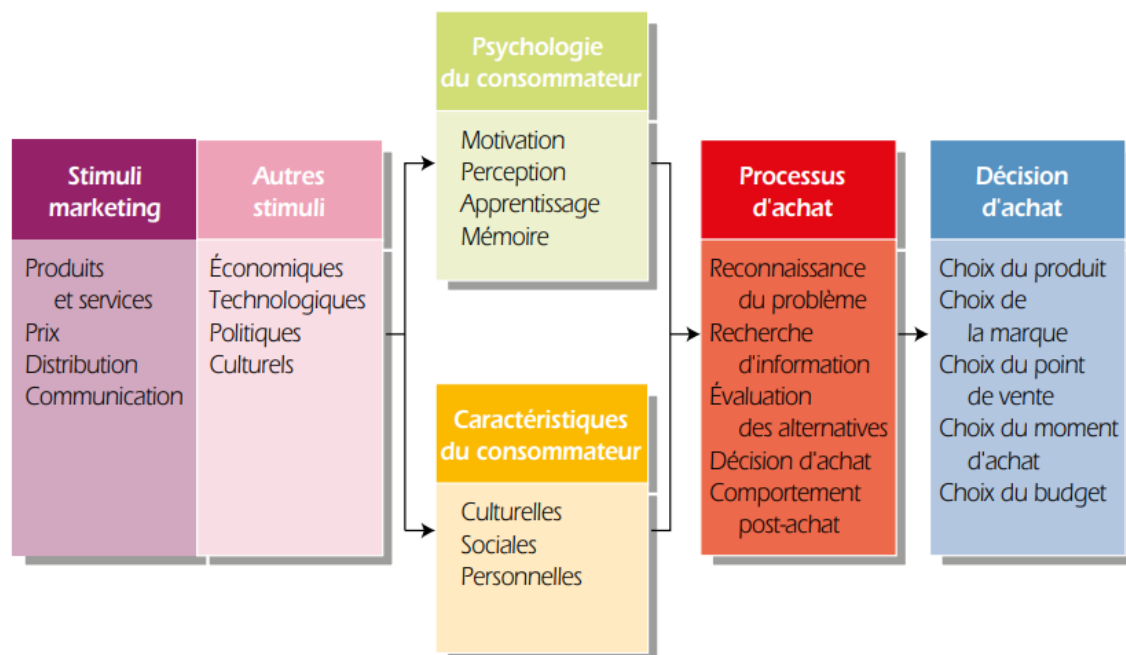 Stimuli
marketing
Produits
et services
Prix
Distribution
Communication
Autres
stimuli
Économiques
Technologiques
Politiques
Culturels
Psychologie
du consommateur
Motivation
Perception
Apprentissage
Mémoire
Caractéristiques
du consommateur
Culturelles
Sociales
Personnelles
Processus
d'achat
Reconnaissance
du problème
Recherche
d'information
Évaluation
des alternatives
Décision d'achat
Comportement
post-achat
Décision
d'achat
Choix du produit
Choix de
la marque
Choix du point
de vente
Choix du moment
d'achat
Choix du budget